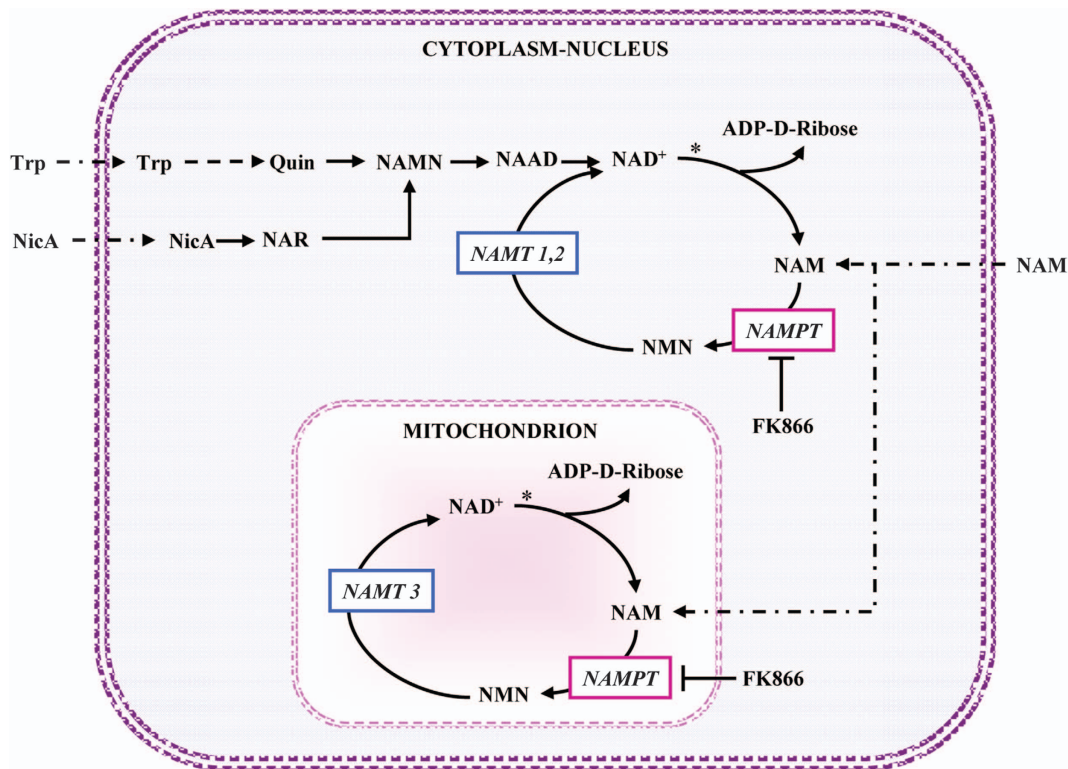 CYTOPLASM-NUCLEUS
ADP-D-Ribose
Trp Trp Quin NAMN NAAD NAD⁺ *
NicA NicA NAR NAMT 1,2 NAM NAM
NMN NAMPT
FK866
MITOCHONDRION
ADP-D-Ribose
NAD⁺ *
NAMT 3
NAM
NMN NAMPT FK866